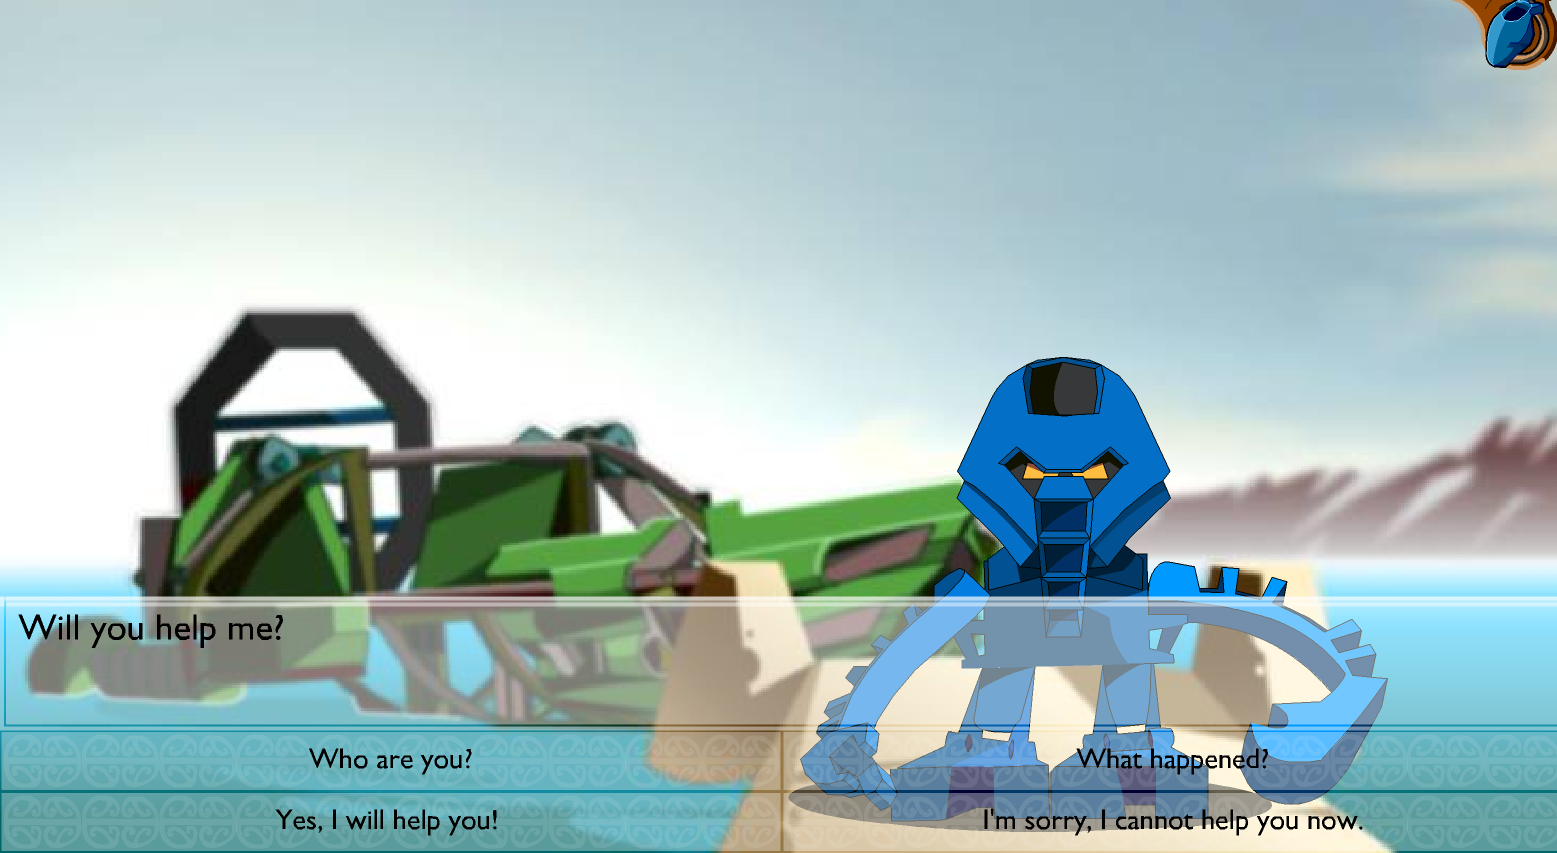 Will you help me?
Who are you?
What happened?
Yes, I will help you!
I'm sorry, I cannot help you now.